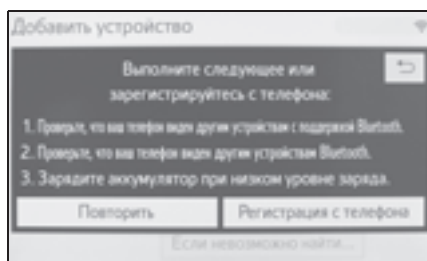 Добавить устройство
Выполните следующее или
зарегистрируйтесь с телефона:
1. Проверьте, что ваш телефон виден другим устройствам с поддержкой Bluetooth.
2. Проверьте, что ваш телефон виден другим устройствам Bluetooth.
3. Зарядите аккумулятор при низком уровне заряда.
Повторить
Регистрация с телефона
Если невозможно найти...